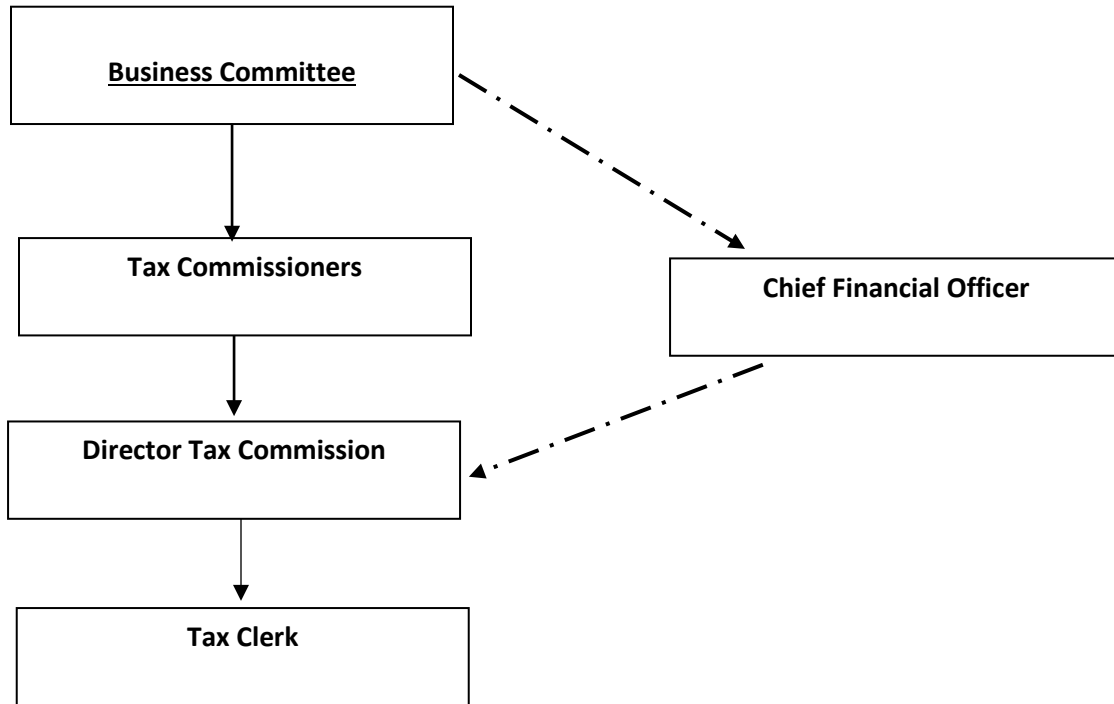 Business Committee
Tax Commissioners
Chief Financial Officer
Director Tax Commission
Tax Clerk